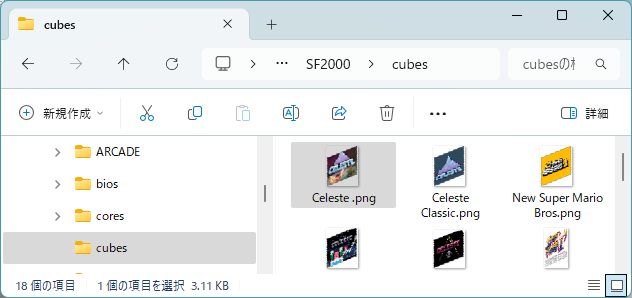 cubes
SF2000 cubes cubesの村
新規作成 詳細
ARCADE
bios
cores
cubes
Celeste .png
Celeste
Classic.png
New Super Mario
Bros.png
18 個の項目 1 個の項目を選択 3.11 KB